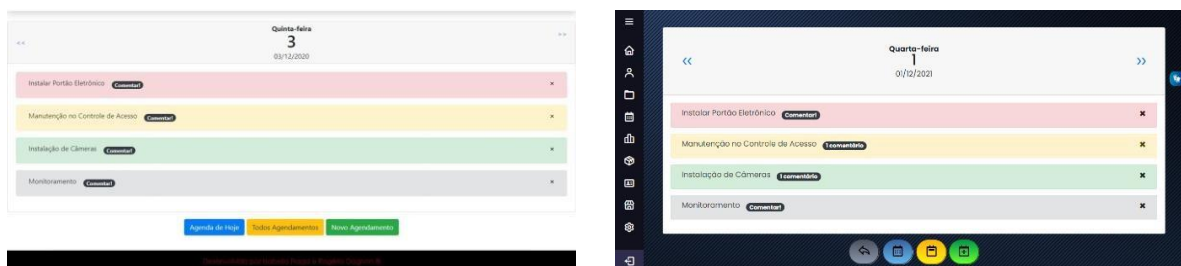 Quinta-feira
<<
3
>>
03/12/2020
Instalar Portão Eletrônico Comentar! ×
Manutenção no Controle de Acesso Comentar! ×
Instalação de Câmeras Comentar! ×
Monitoramento Comentar! ×
Agenda de Hoje Todos Agendamentos Novo Agendamento
Quarta-feira
<<
1
>>
01/12/2021
Instalar Portão Eletrônico Comentar! ×
Manutenção no Controle de Acesso 1 comentário ×
Instalação de Câmeras 1 comentário ×
Monitoramento Comentar! ×